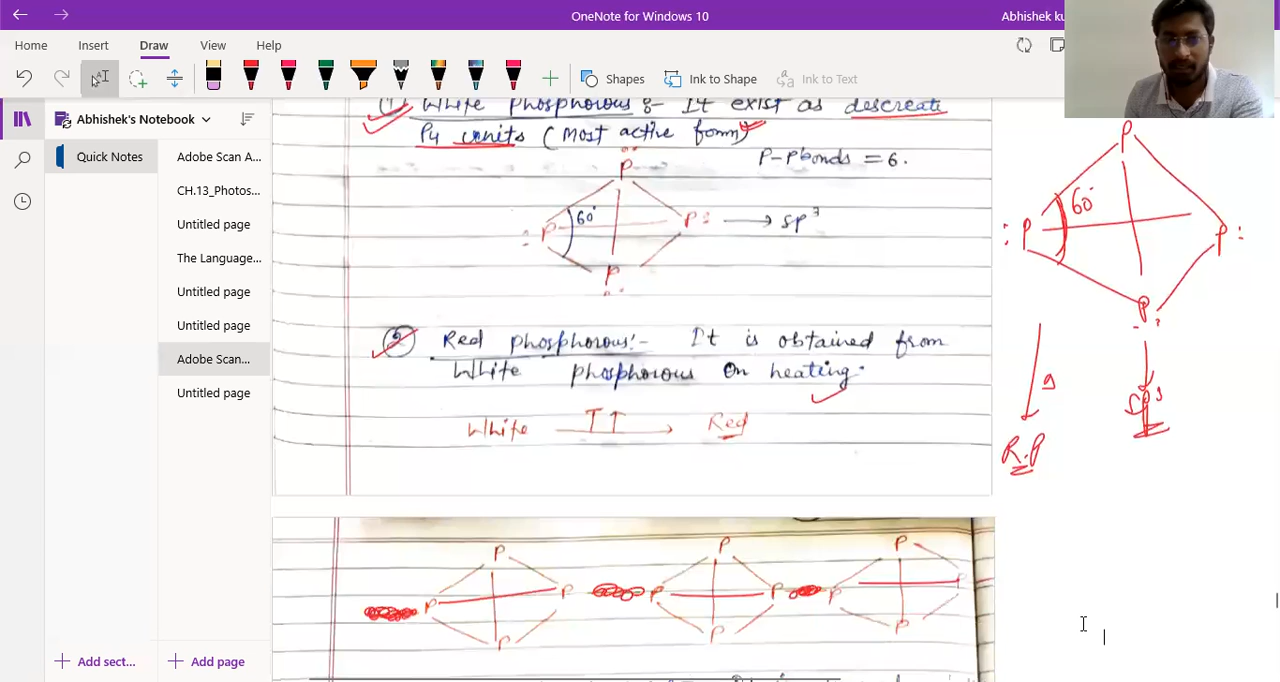 OneNote for Windows 10
Abhishek ku
Home Insert Draw View Help
Shapes Ink to Shape Ink to Text
Abhishek's Notebook
Quick Notes
Adobe Scan A...
CH.13_Photos...
Untitled page
The Language...
Untitled page
Untitled page
Adobe Scan...
Untitled page
Add sect...
Add page
(1) White Phosphorous :- It exist as descreate
P4 units (Most active form)
P-P bonds = 6.
P
60°
P
P: → sp³
P
② Red phosphorous:- It is obtained from
White phosphorous on heating.
White T↑ → Red
P
60°
: P
P :
P
Δ
sp³
R.P
P P P
P P P P P P
P P P